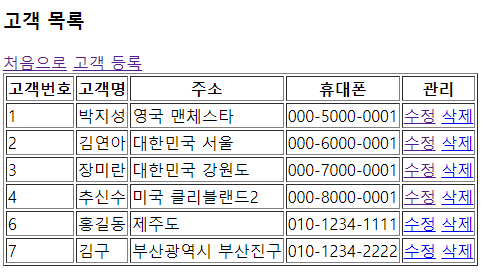 고객 목록
처음으로 고객 등록
고객번호 고객명 주소 휴대폰 관리
1 박지성 영국 맨체스타 000-5000-0001 수정 삭제
2 김연아 대한민국 서울 000-6000-0001 수정 삭제
3 장미란 대한민국 강원도 000-7000-0001 수정 삭제
4 추신수 미국 클리블랜드2 000-8000-0001 수정 삭제
6 홍길동 제주도 010-1234-1111 수정 삭제
7 김구 부산광역시 부산진구 010-1234-2222 수정 삭제